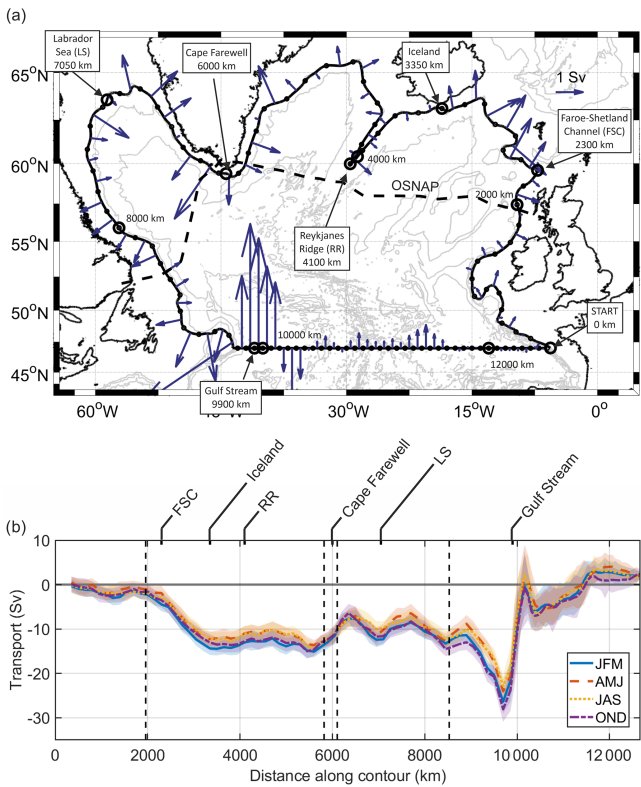 (a)
Labrador
Sea (LS)
7050 km
Cape Farewell
6000 km
Iceland
3350 km
1 Sv
Faroe-Shetland
Channel (FSC)
2300 km
65°N
60°N
55°N
50°N
45°N
4000 km
OSNAP
2000 km
8000 km
Reykjanes
Ridge (RR)
4100 km
START
0 km
10000 km
12000 km
Gulf Stream
9900 km
60°W
30°W
15°W
0°
FSC
Iceland
RR
Cape Farewell
LS
Gulf Stream
(b)
Transport (Sv)
10
0
-10
-20
-30
JFM
AMJ
JAS
OND
0
2000
4000
6000
8000
10 000
12 000
Distance along contour (km)